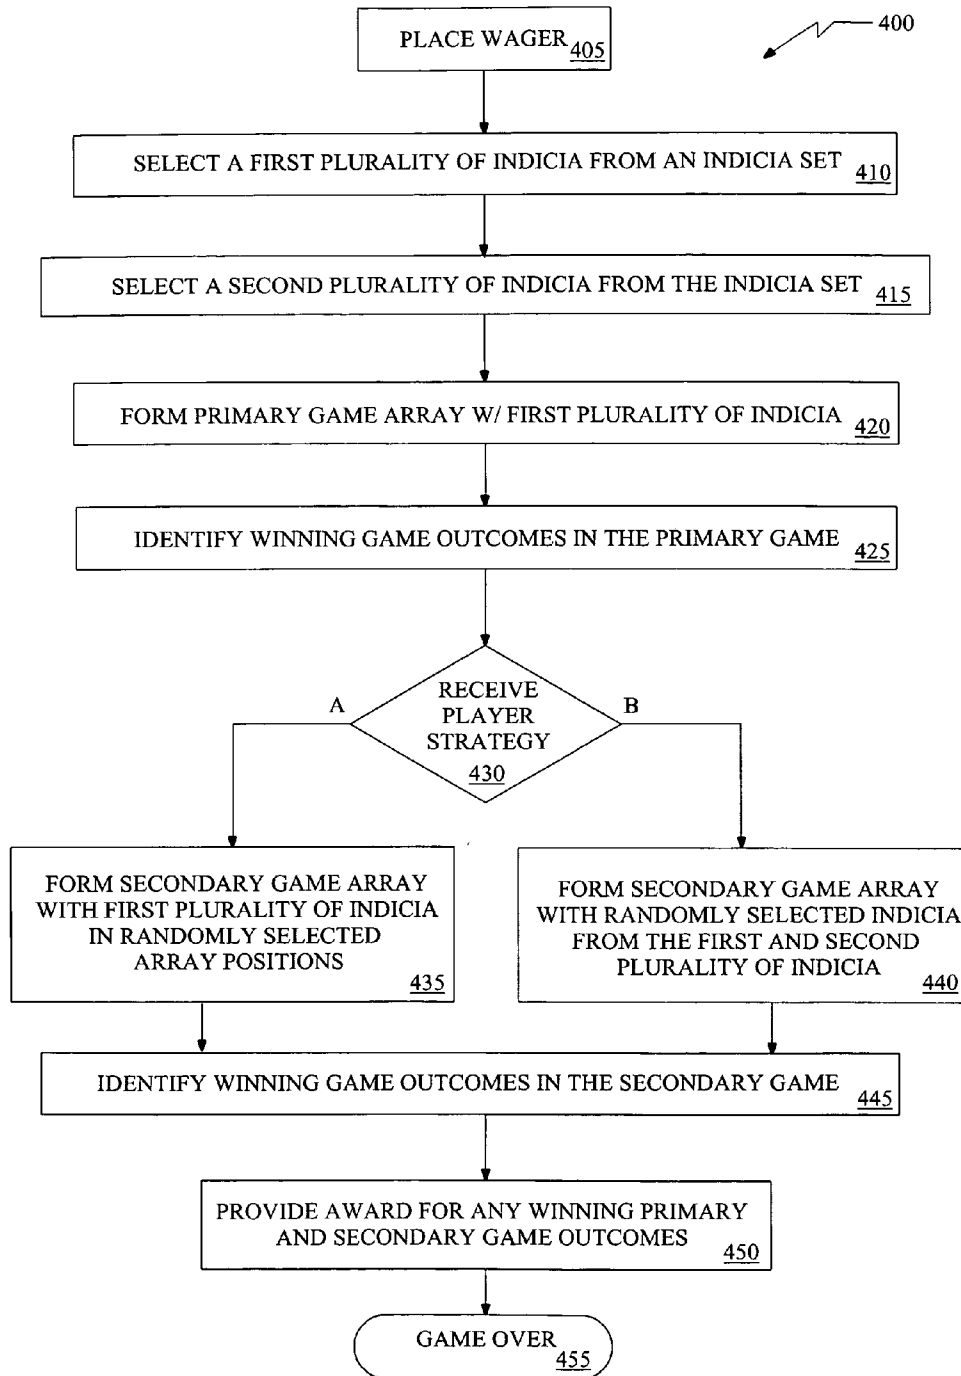 400
PLACE WAGER 405
SELECT A FIRST PLURALITY OF INDICIA FROM AN INDICIA SET 410
SELECT A SECOND PLURALITY OF INDICIA FROM THE INDICIA SET 415
FORM PRIMARY GAME ARRAY W/ FIRST PLURALITY OF INDICIA 420
IDENTIFY WINNING GAME OUTCOMES IN THE PRIMARY GAME 425
RECEIVE
PLAYER
STRATEGY
430
A
B
FORM SECONDARY GAME ARRAY
WITH FIRST PLURALITY OF INDICIA
IN RANDOMLY SELECTED
ARRAY POSITIONS
435
FORM SECONDARY GAME ARRAY
WITH RANDOMLY SELECTED INDICIA
FROM THE FIRST AND SECOND
PLURALITY OF INDICIA
440
IDENTIFY WINNING GAME OUTCOMES IN THE SECONDARY GAME 445
PROVIDE AWARD FOR ANY WINNING PRIMARY
AND SECONDARY GAME OUTCOMES 450
GAME OVER 455